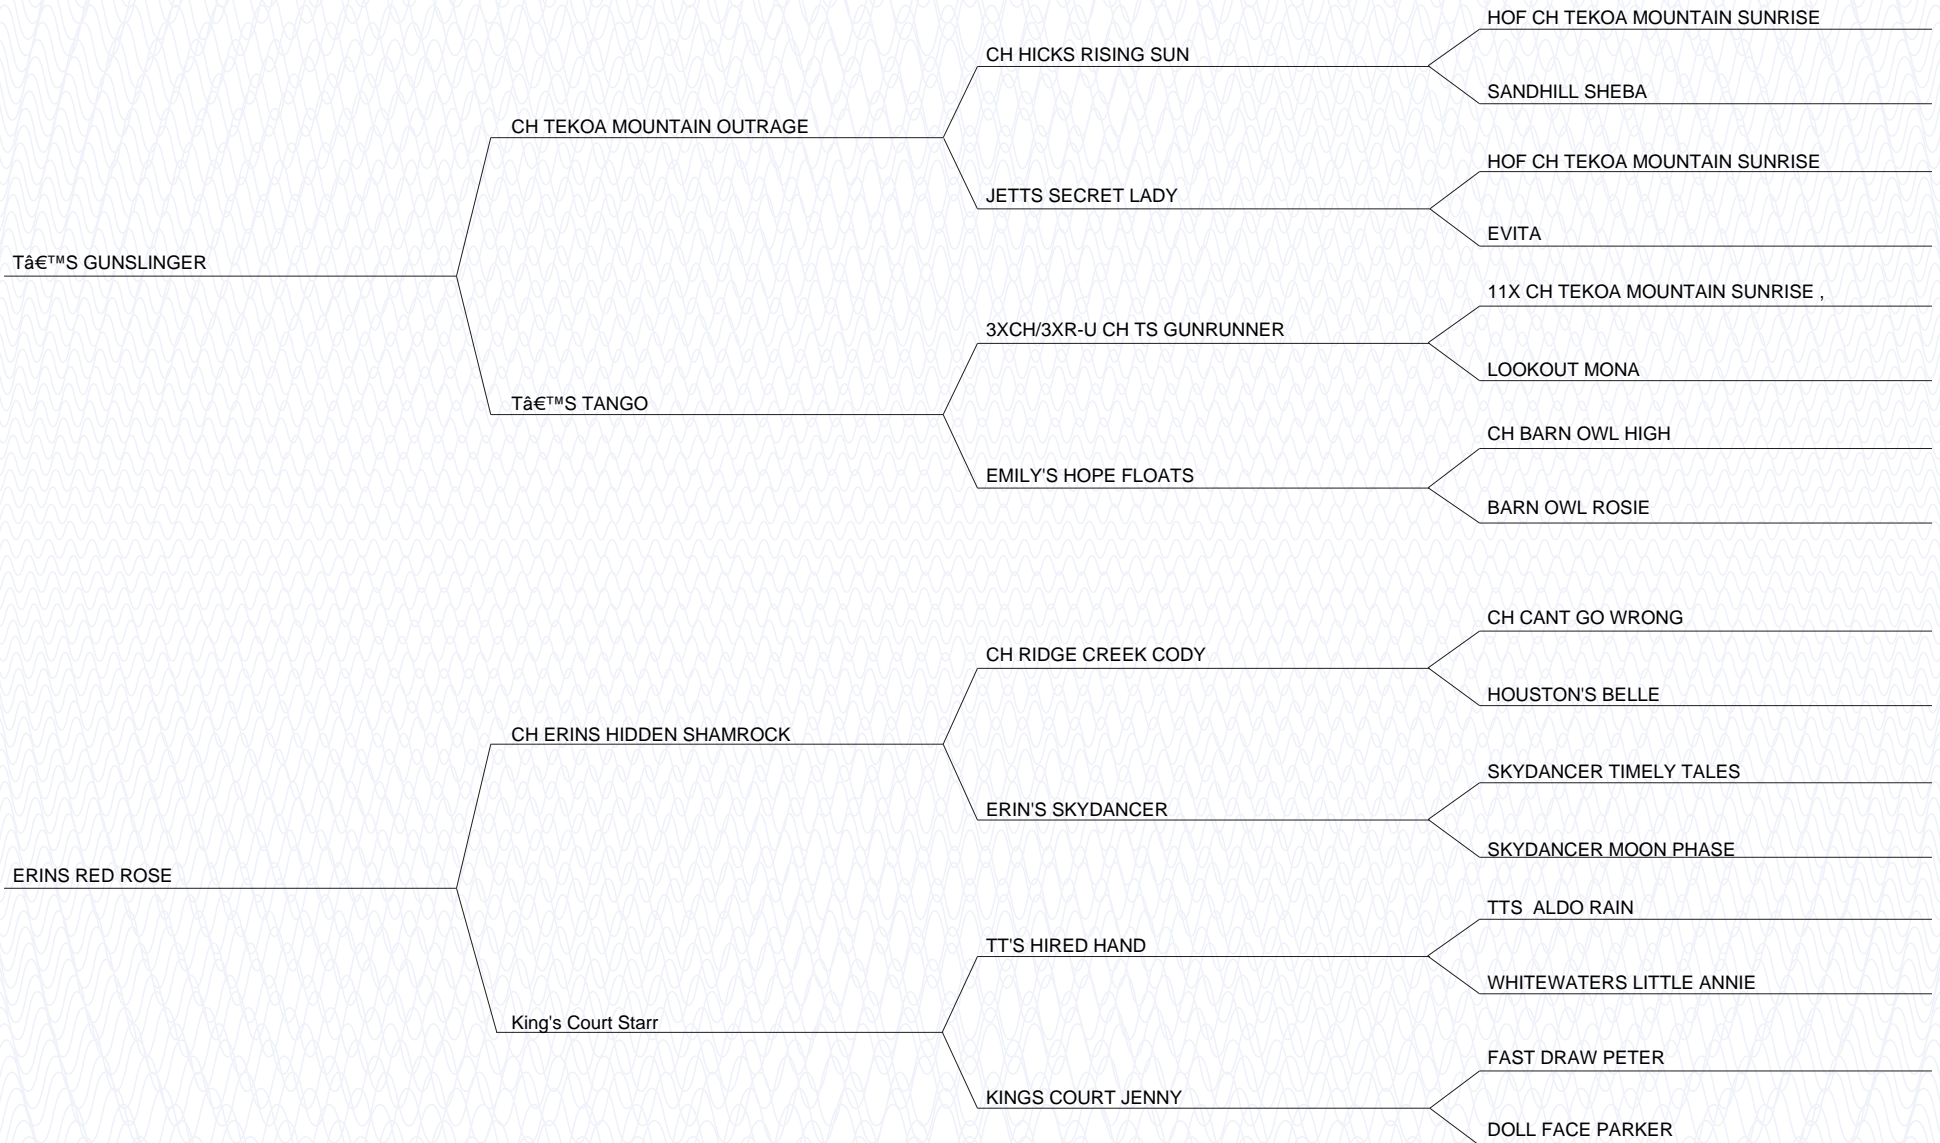 HOF CH TEKOA MOUNTAIN SUNRISE
CH HICKS RISING SUN
SANDHILL SHEBA
CH TEKOA MOUNTAIN OUTRAGE
HOF CH TEKOA MOUNTAIN SUNRISE
JETTS SECRET LADY
EVITA
Tâ€™S GUNSLINGER
11X CH TEKOA MOUNTAIN SUNRISE ,
3XCH/3XR-U CH TS GUNRUNNER
LOOKOUT MONA
Tâ€™S TANGO
CH BARN OWL HIGH
EMILY'S HOPE FLOATS
BARN OWL ROSIE
CH CANT GO WRONG
CH RIDGE CREEK CODY
HOUSTON'S BELLE
CH ERINS HIDDEN SHAMROCK
SKYDANCER TIMELY TALES
ERIN'S SKYDANCER
SKYDANCER MOON PHASE
ERINS RED ROSE
TTS  ALDO RAIN
TT'S HIRED HAND
WHITEWATERS LITTLE ANNIE
King's Court Starr
FAST DRAW PETER
KINGS COURT JENNY
DOLL FACE PARKER